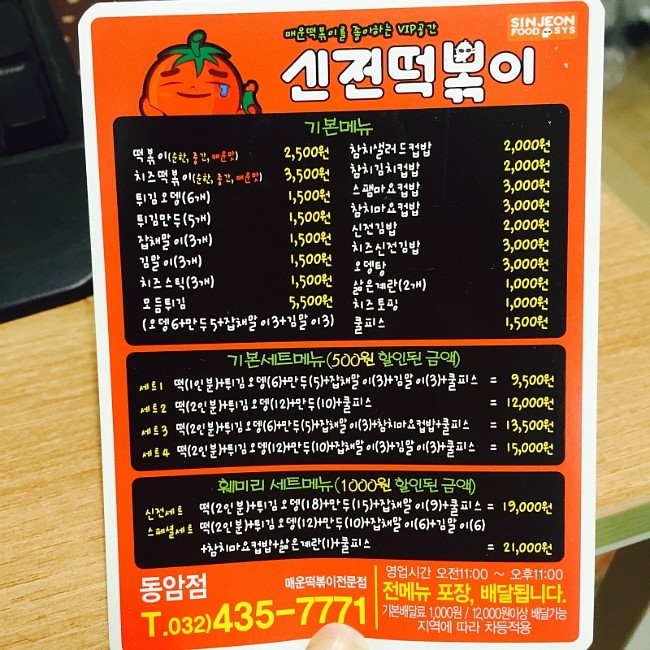 매운떡볶이를 좋아하는 VIP공간
SINJEON
FOOD SYS
신전떡볶이
기본메뉴
떡볶이(순한, 중간, 매운맛) 2,500원
치즈떡볶이(순한, 중간, 매운맛) 3,500원
튀김오뎅(6개) 1,500원
튀김만두(5개) 1,500원
잡채말이(3개) 1,500원
김말이(3개) 1,500원
치즈스틱(3개) 1,500원
모듬튀김 5,500원
(오뎅6+만두5+잡채말이3+김말이3)
참치샐러드컵밥 2,000원
참치김치컵밥 2,000원
스팸마요컵밥 3,000원
참치마요컵밥 3,000원
신전김밥 2,000원
치즈신전김밥 3,000원
오뎅탕 3,000원
삶은계란(2개) 1,000원
치즈토핑 1,000원
쿨피스 1,500원
기본세트메뉴(500원 할인된 금액)
세트1 떡(1인분)+튀김오뎅(6)+만두(5)+잡채말이(3)+김말이(3)+쿨피스 = 9,500원
세트2 떡(2인분)+튀김오뎅(12)+만두(10)+쿨피스 = 12,000원
세트3 떡(2인분)+튀김오뎅(6)+만두(5)+잡채말이(3)+참치마요컵밥+쿨피스 = 13,500원
세트4 떡(2인분)+튀김오뎅(12)+만두(10)+잡채말이(3)+김말이(3)+쿨피스 = 15,000원
훼미리 세트메뉴(1000원 할인된 금액)
신전세트 떡(2인분)+튀김오뎅(18)+만두(15)+잡채말이(9)+쿨피스 = 19,000원
스페셜세트 떡(2인분)+튀김오뎅(12)+만두(10)+잡채말이(6)+김말이(6)
+참치마요컵밥+삶은계란(1)+쿨피스 = 21,000원
동암점 매운떡볶이전문점
T.032)435-7771
영업시간 오전11:00 ~ 오후11:00
전메뉴 포장, 배달됩니다.
기본배달료 1,000원 / 12,000원이상 배달가능
지역에 따라 차등적용